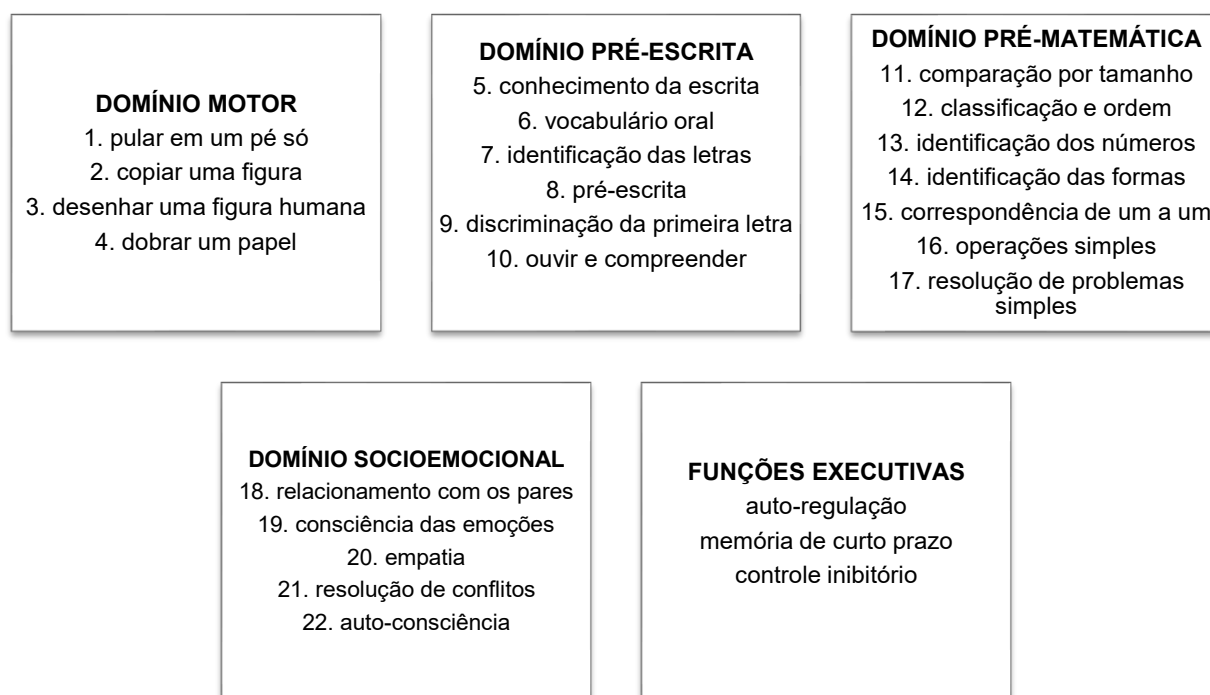 DOMÍNIO MOTOR
1. pular em um pé só
2. copiar uma figura
3. desenhar uma figura humana
4. dobrar um papel
DOMÍNIO PRÉ-ESCRITA
5. conhecimento da escrita
6. vocabulário oral
7. identificação das letras
8. pré-escrita
9. discriminação da primeira letra
10. ouvir e compreender
DOMÍNIO PRÉ-MATEMÁTICA
11. comparação por tamanho
12. classificação e ordem
13. identificação dos números
14. identificação das formas
15. correspondência de um a um
16. operações simples
17. resolução de problemas
simples
DOMÍNIO SOCIOEMOCIONAL
18. relacionamento com os pares
19. consciência das emoções
20. empatia
21. resolução de conflitos
22. auto-consciência
FUNÇÕES EXECUTIVAS
auto-regulação
memória de curto prazo
controle inibitório